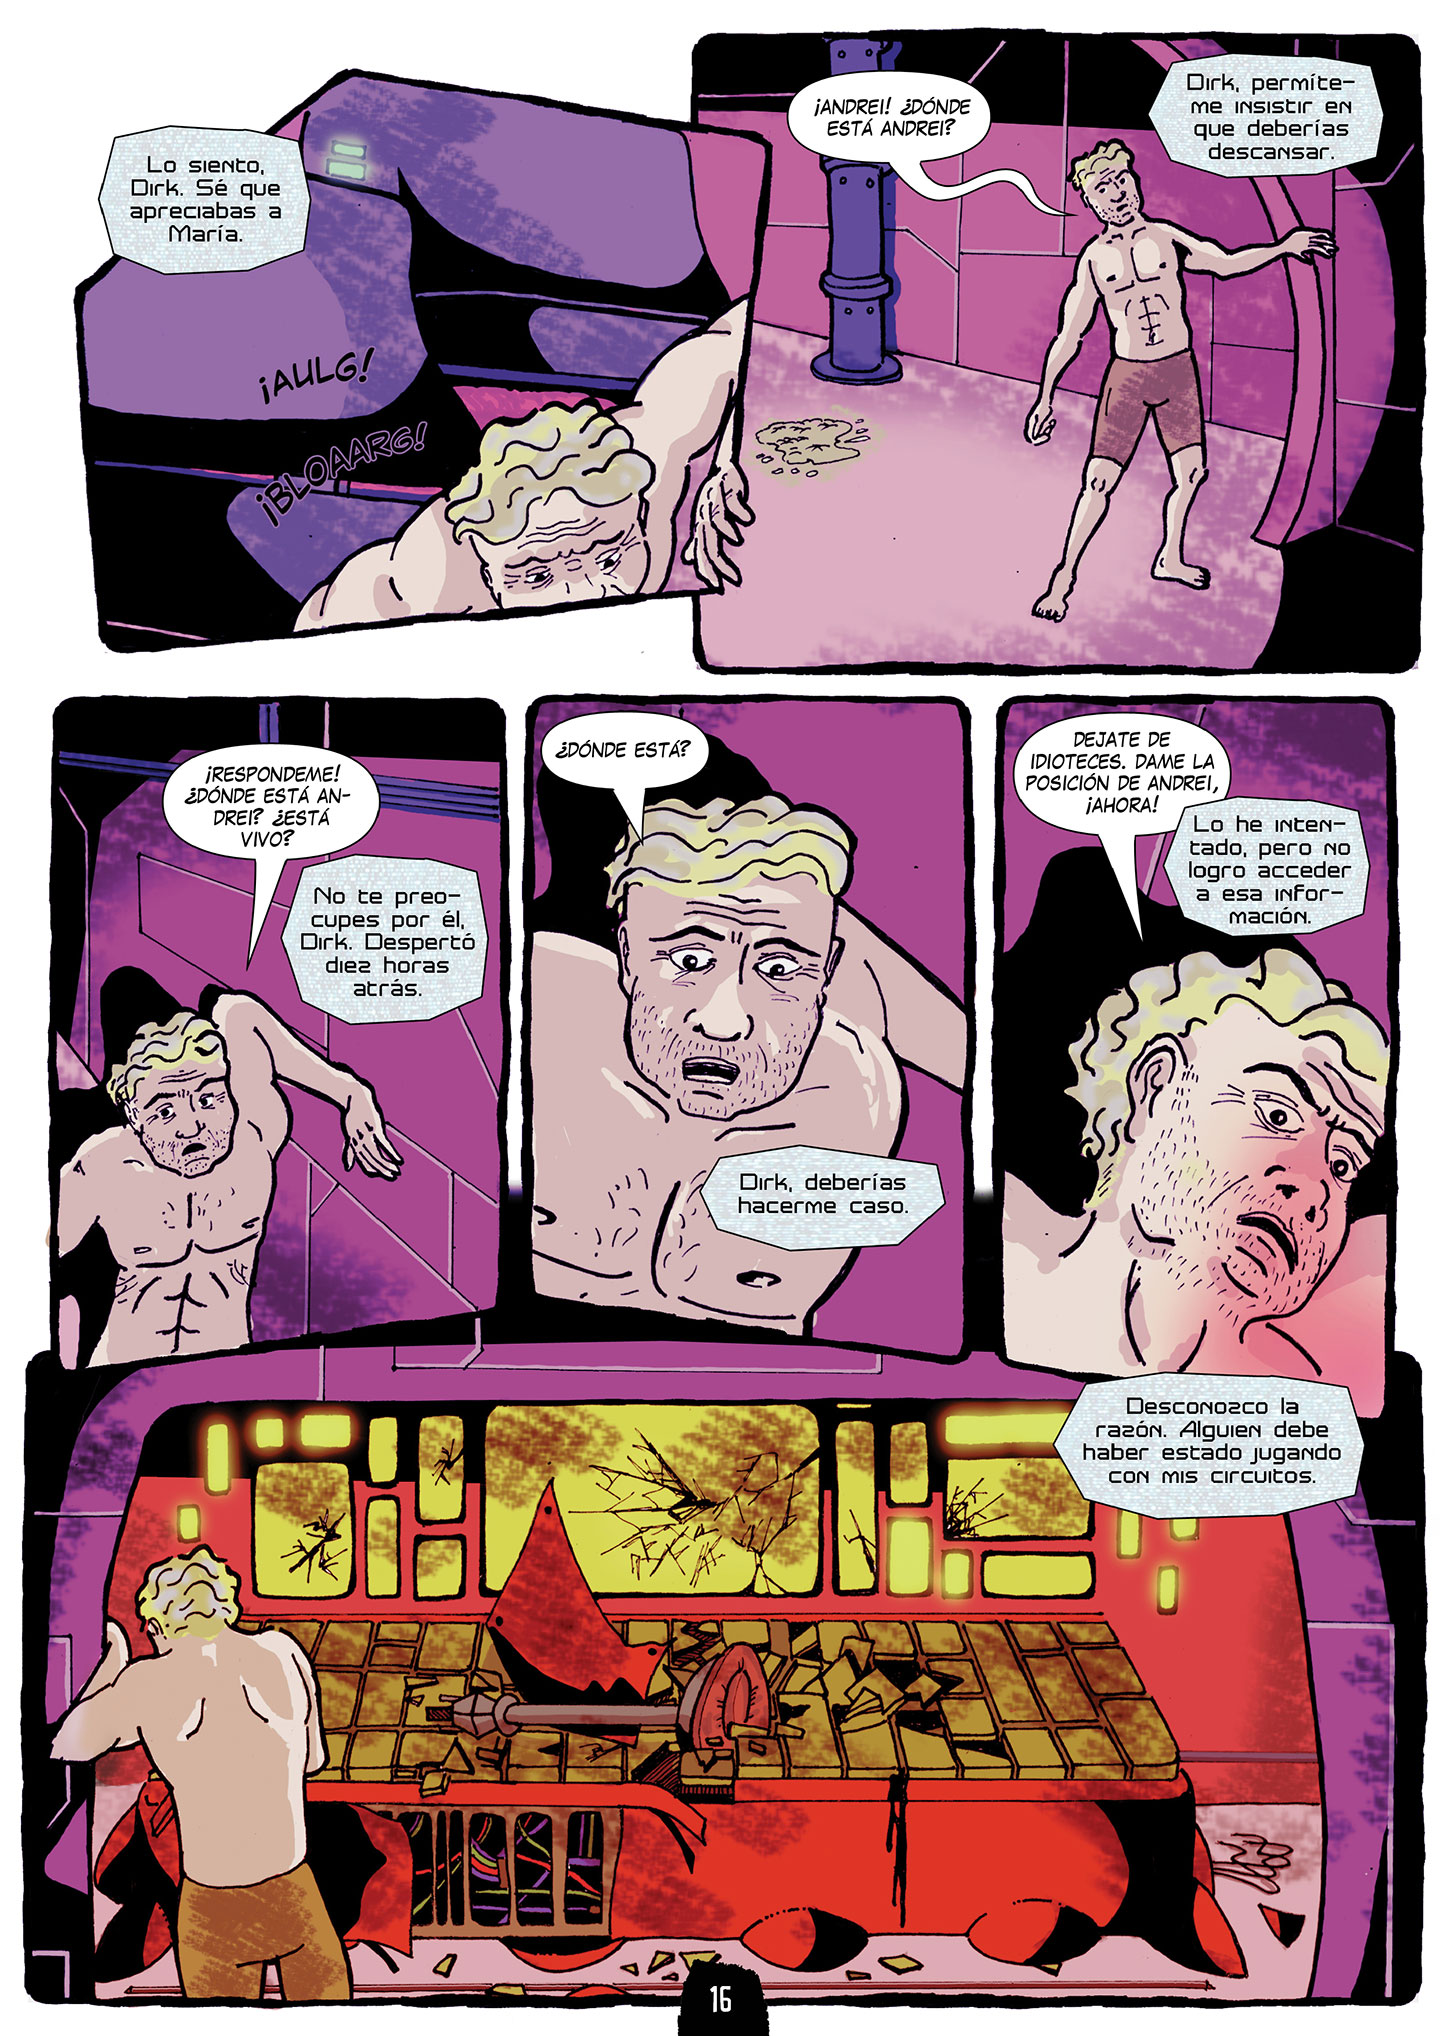 Lo siento,
Dirk. Sé que
apreciabas a
María.
¡AULG!
¡BLOAARG!
¡ANDREI! ¿DÓNDE
ESTÁ ANDREI?
Dirk, permíte-
me insistir en
que deberías
descansar.
¡RESPONDEME!
¿DÓNDE ESTÁ AN-
DREI? ¿ESTÁ
VIVO?
No te preo-
cupes por él,
Dirk. Despertó
diez horas
atrás.
¿DÓNDE ESTÁ?
Dirk, deberías
hacerme caso.
DEJATE DE
IDIOTECES. DAME LA
POSICIÓN DE ANDREI,
¡AHORA!
Lo he inten-
tado, pero no
logro acceder
a esa infor-
mación.
Desconozco la
razón. Alguien debe
haber estado jugando
con mis circuitos.
16